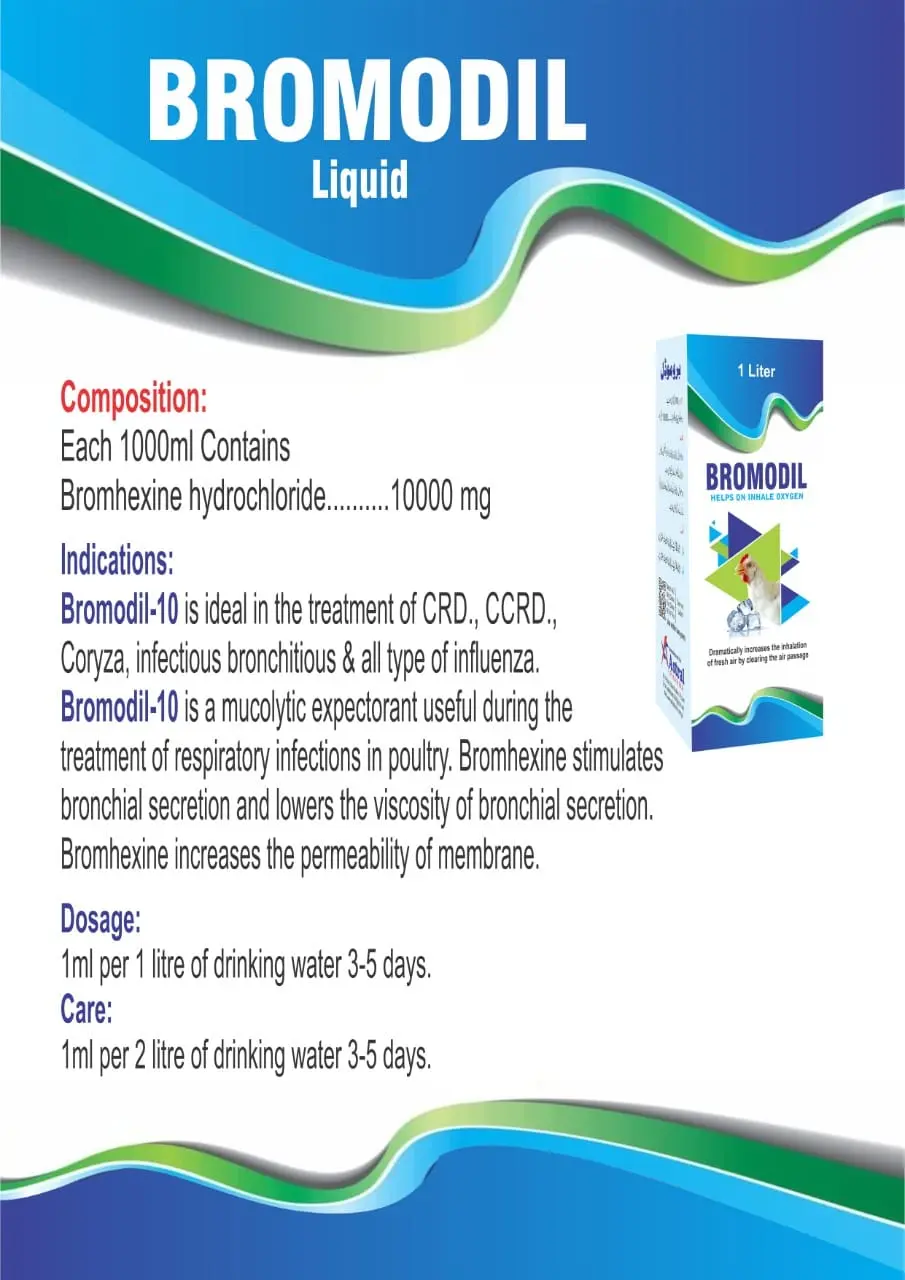 BROMODIL
Liquid
Composition:
Each 1000ml Contains
Bromhexine hydrochloride..........10000 mg
Indications:
Bromodil-10 is ideal in the treatment of CRD., CCRD.,
Coryza, infectious bronchitious & all type of influenza.
Bromodil-10 is a mucolytic expectorant useful during the
treatment of respiratory infections in poultry. Bromhexine stimulates
bronchial secretion and lowers the viscosity of bronchial secretion.
Bromhexine increases the permeability of membrane.
Dosage:
1ml per 1 litre of drinking water 3-5 days.
Care:
1ml per 2 litre of drinking water 3-5 days.
1 Liter
BROMODIL
HELPS ON INHALE OXYGEN
Dramatically increases the inhalation
of fresh air by clearing the air passage
بروموڈل